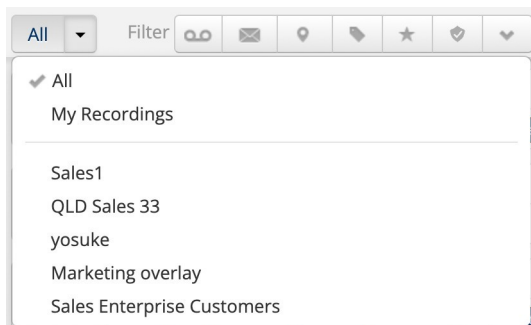 All Filter
All
My Recordings
Sales1
QLD Sales 33
yosuke
Marketing overlay
Sales Enterprise Customers